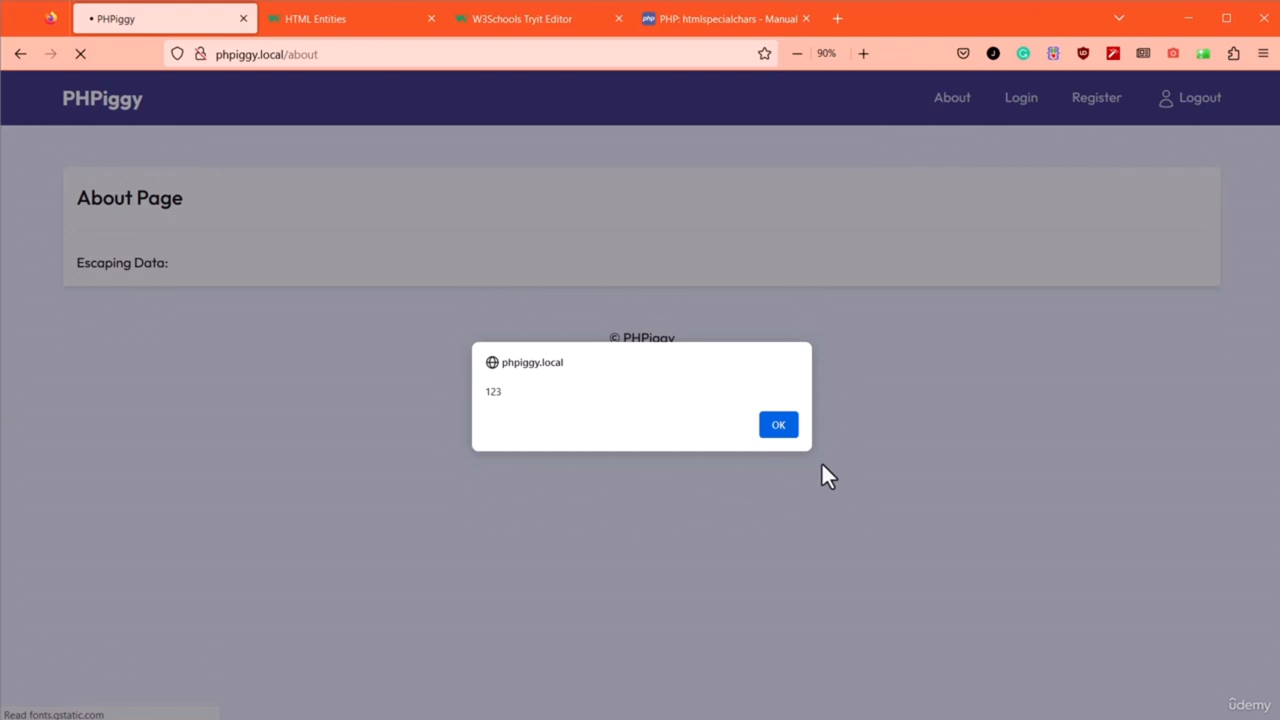 PHPiggy
HTML Entities
W3Schools Tryit Editor
php PHP: htmlspecialchars - Manual
phpiggy.local/about
90%
PHPiggy
About Login Register Logout
About Page
Escaping Data:
© PHPiggy
phpiggy.local
123
OK
Read fonts.gstatic.com
ûdemy